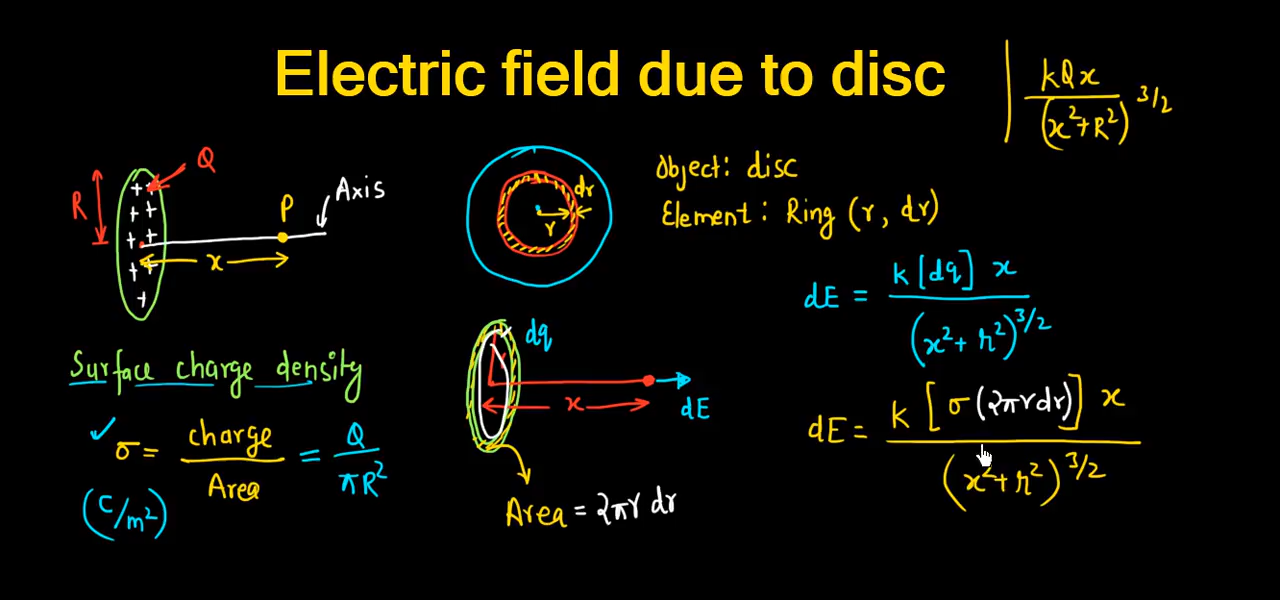 Electric field due to disc
kQx
(x²+R²)^3/2
R
Q
+ +
+ +
+ +
+ +
+
P
Axis
x
dr
r
Object: disc
Element: Ring (r, dr)
dE = k[dq] x
(x²+r²)^3/2
dq
x
dE
Surface charge density
σ = charge = Q
Area πR²
(C/m²)
Area = 2πr dr
dE = k [σ(2πrdr)] x
(x²+r²)^3/2